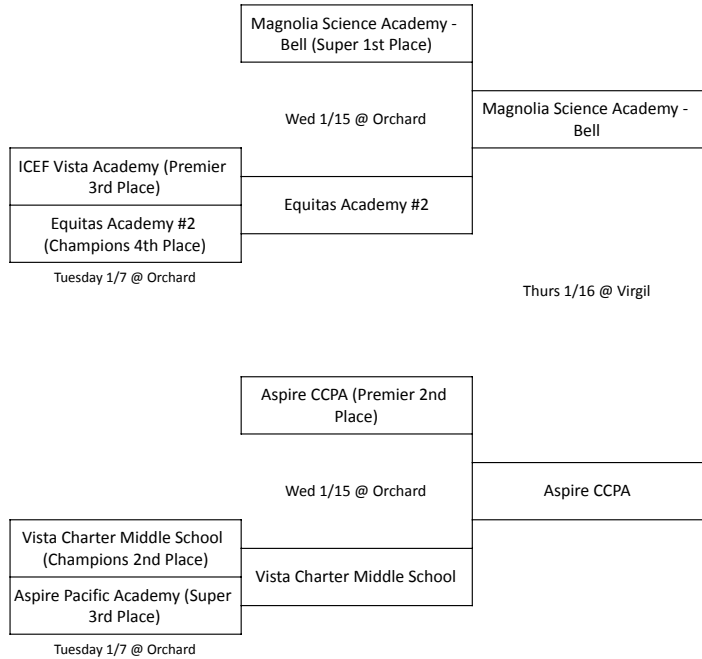 Magnolia Science Academy -
Bell (Super 1st Place)
Wed 1/15 @ Orchard
Magnolia Science Academy -
Bell
ICEF Vista Academy (Premier
3rd Place)
Equitas Academy #2
Equitas Academy #2
(Champions 4th Place)
Tuesday 1/7 @ Orchard
Thurs 1/16 @ Virgil
Aspire CCPA (Premier 2nd
Place)
Wed 1/15 @ Orchard
Aspire CCPA
Vista Charter Middle School
(Champions 2nd Place)
Vista Charter Middle School
Aspire Pacific Academy (Super
3rd Place)
Tuesday 1/7 @ Orchard